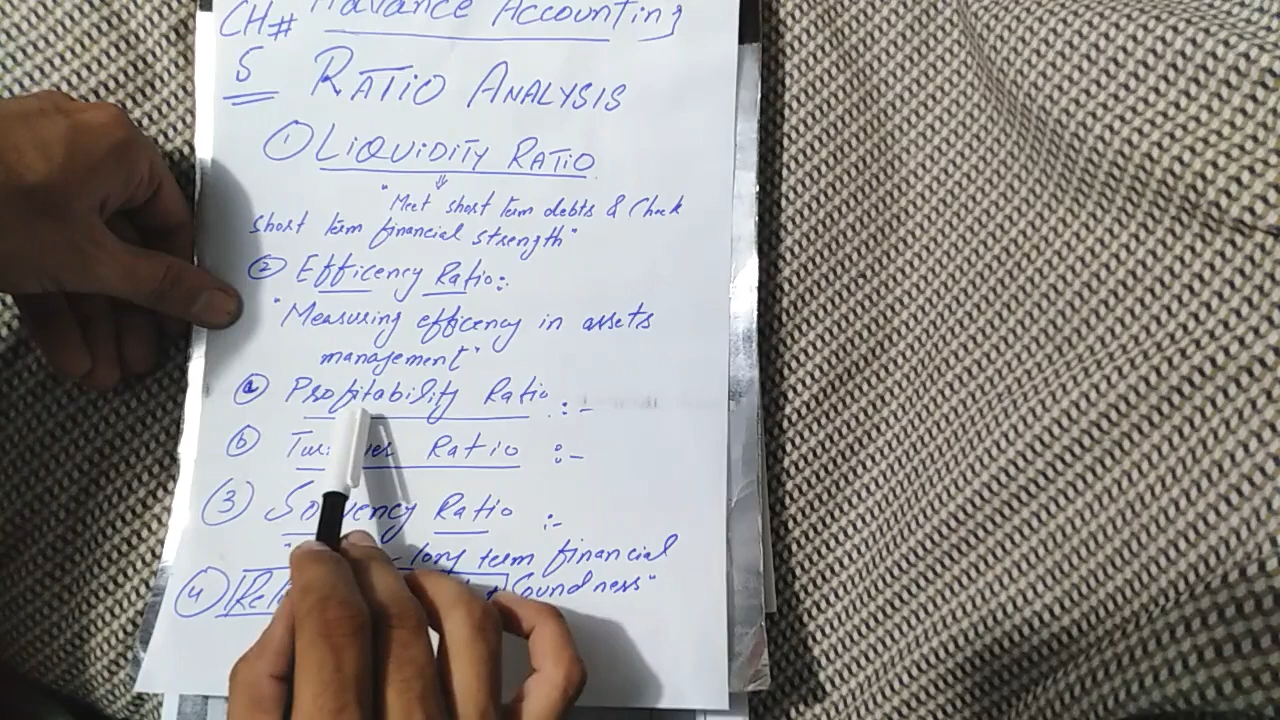 CH# Advance Accounting
5 RATIO ANALYSIS
① LIQUIDITY RATIO
"Meet short term debts & Check
short term financial strength"
② Efficency Ratio:.
"Measuring efficency in assets
management"
ⓐ Profitability Ratio :-
ⓑ Ratio :-
③ Ratio :-
long term financial
④ Soundness"